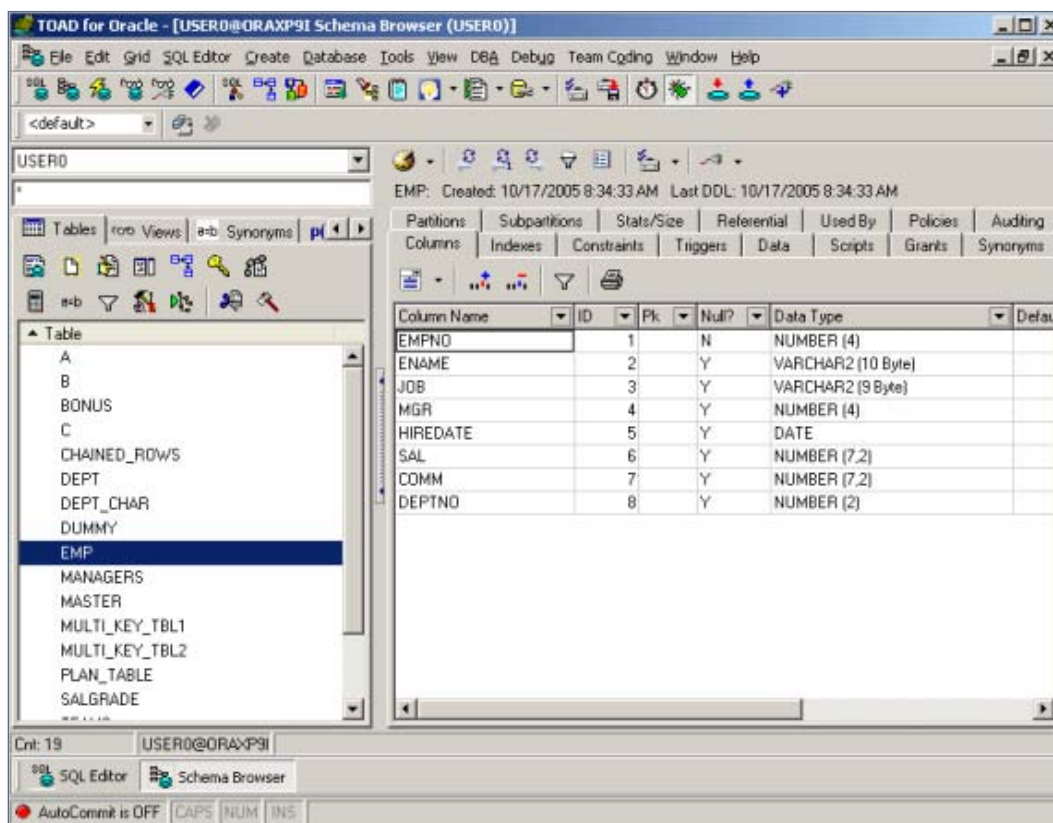 TOAD for Oracle - [USER0@ORAXP9I Schema Browser (USER0)]
File Edit Grid SQL Editor Create Database Tools View DBA Debug Team Coding Window Help
<default>
USER0
*
Tables Views a=b Synonyms
EMP: Created: 10/17/2005 8:34:33 AM Last DDL: 10/17/2005 8:34:33 AM
Partitions Subpartitions Stats/Size Referential Used By Policies Auditing
Columns Indexes Constraints Triggers Data Scripts Grants Synonyms
Table
A
B
BONUS
C
CHAINED_ROWS
DEPT
DEPT_CHAR
DUMMY
EMP
MANAGERS
MASTER
MULTI_KEY_TBL1
MULTI_KEY_TBL2
PLAN_TABLE
SALGRADE
Column Name ID Pk Null? Data Type Defau
EMPNO 1 N NUMBER (4)
ENAME 2 Y VARCHAR2 (10 Byte)
JOB 3 Y VARCHAR2 (9 Byte)
MGR 4 Y NUMBER (4)
HIREDATE 5 Y DATE
SAL 6 Y NUMBER (7,2)
COMM 7 Y NUMBER (7,2)
DEPTNO 8 Y NUMBER (2)
Cnt: 19 USER0@ORAXP9I
SQL Editor Schema Browser
AutoCommit is OFF CAPS NUM INS